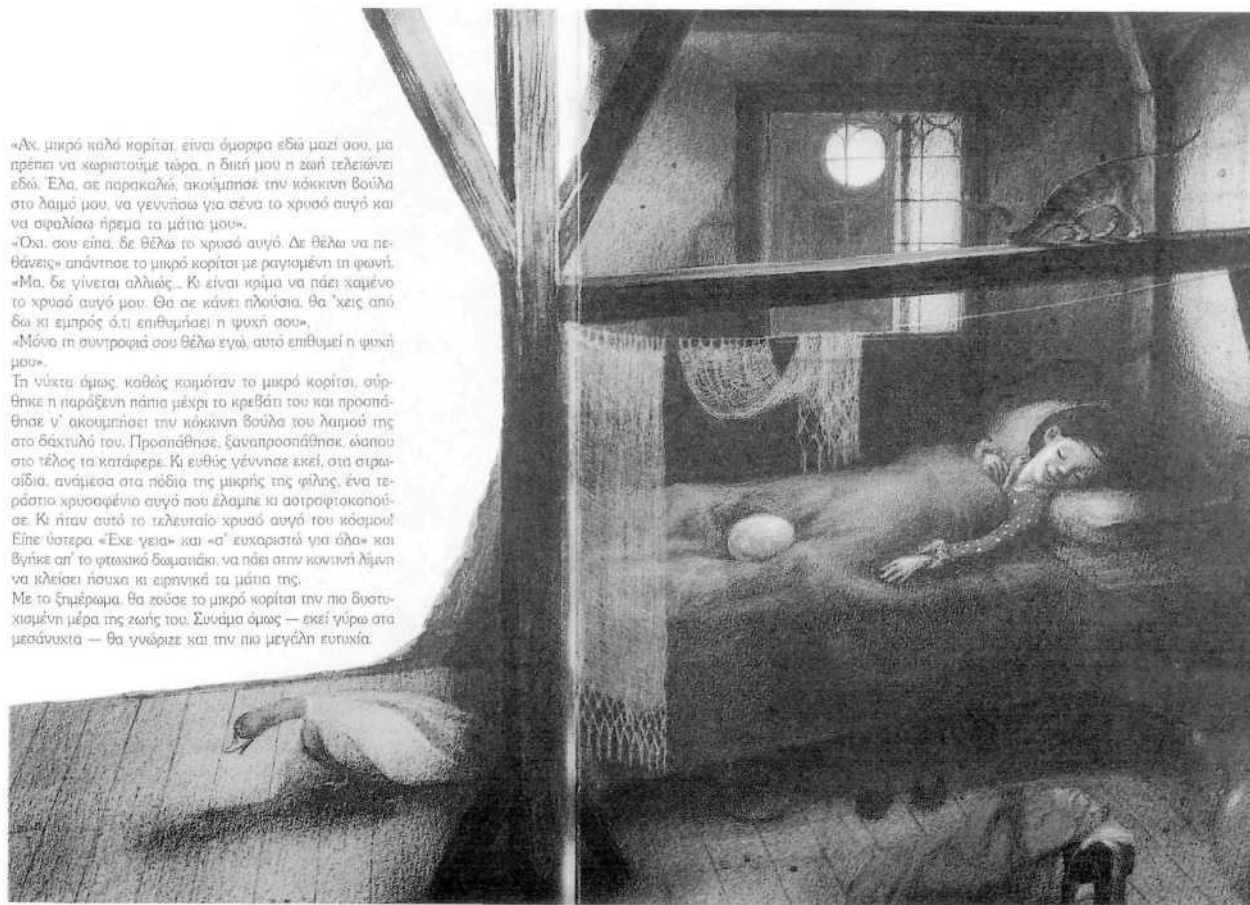 «Αχ, μικρό καλό κορίτσι, είναι όμορφα εδώ μαζί σου, μα
πρέπει να χωριστούμε τώρα, η δική μου η ζωή τελειώνει
εδώ. Έλα, σε παρακαλώ, ακούμπησε την κόκκινη βούλα
στο λαιμό μου, να γεννήσω για σένα το χρυσό αυγό και
να σφαλίσω ήρεμα τα μάτια μου».
«Όχι, σου είπα, δε θέλω το χρυσό αυγό. Δε θέλω να πε-
θάνεις» απάντησε το μικρό κορίτσι με ραγισμένη τη φωνή.
«Μα, δε γίνεται αλλιώς... Κι είναι κρίμα να πάει χαμένο
το χρυσό αυγό μου. Θα σε κάνει πλούσια, θα 'χεις από
δω κι εμπρός ό,τι επιθυμήσει η ψυχή σου».
«Μόνο τη συντροφιά σου θέλω εγώ, αυτό επιθυμεί η ψυχή
μου».
Τη νύχτα όμως, καθώς κοιμόταν το μικρό κορίτσι, σύρ-
θηκε η παράξενη πάπια μέχρι το κρεβάτι του και προσπά-
θησε ν' ακουμπήσει την κόκκινη βούλα του λαιμού της
στο δάχτυλό του. Προσπάθησε, ξαναπροσπάθησε, ώσπου
στο τέλος τα κατάφερε. Κι ευθύς γέννησε εκεί, στα στρω-
σίδια, ανάμεσα στα πόδια της μικρής της φίλης, ένα τε-
ράστιο χρυσαφένιο αυγό που έλαμπε κι αστραφτοκοπού-
σε. Κι ήταν αυτό το τελευταίο χρυσό αυγό του κόσμου!
Είπε ύστερα «Έχε γεια» και «σ' ευχαριστώ για όλα» και
βγήκε απ' το φτωχικό δωματιάκι, να πάει στην κοντινή λίμνη
να κλείσει ήσυχα κι ειρηνικά τα μάτια της.
Με το ξημέρωμα, θα ζούσε το μικρό κορίτσι την πιο δυστυ-
χισμένη μέρα της ζωής του. Συνάμα όμως — εκεί γύρω στα
μεσάνυχτα — θα γνώριζε και την πιο μεγάλη ευτυχία.